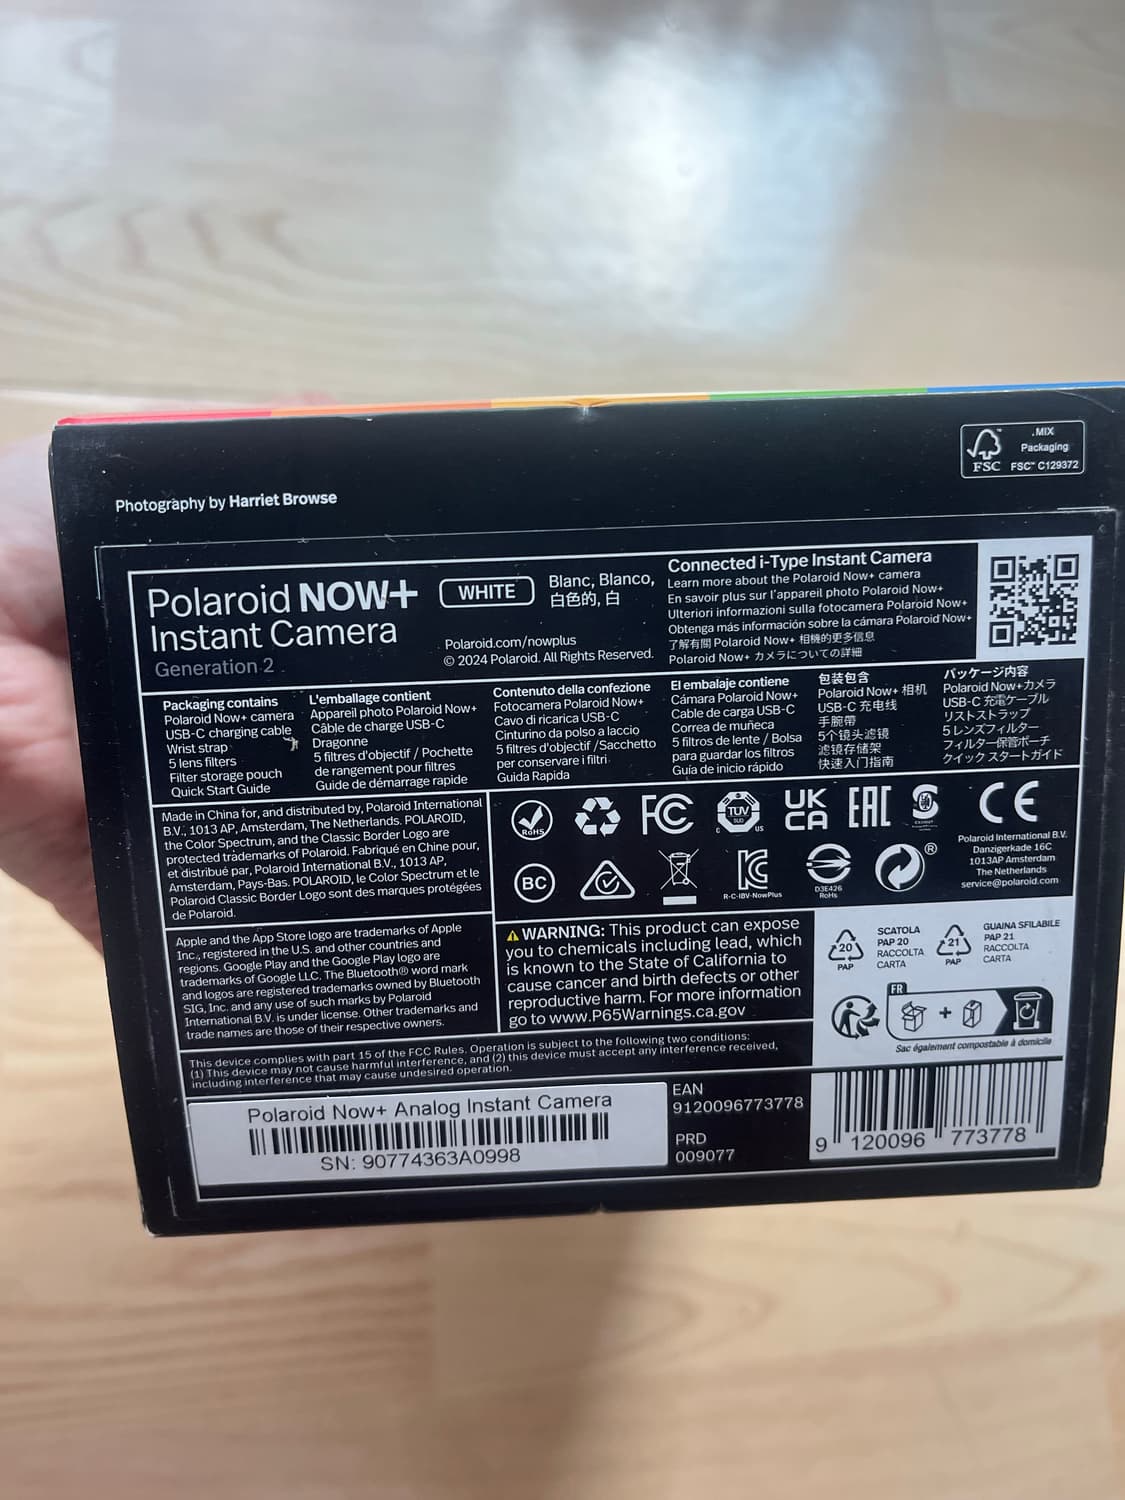 .MIX
Packaging
FSC
FSC™ C129372
Photography by Harriet Browse
Polaroid NOW+
Instant Camera
Generation 2
WHITE
Blanc, Blanco,
白色的, 白
Polaroid.com/nowplus
© 2024 Polaroid. All Rights Reserved.
Connected i-Type Instant Camera
Learn more about the Polaroid Now+ camera
En savoir plus sur l'appareil photo Polaroid Now+
Ulteriori informazioni sulla fotocamera Polaroid Now+
Obtenga más información sobre la cámara Polaroid Now+
了解有關 Polaroid Now+ 相機的更多信息
Polaroid Now+ カメラについての詳細
Packaging contains
Polaroid Now+ camera
USB-C charging cable
Wrist strap
5 lens filters
Filter storage pouch
Quick Start Guide
L'emballage contient
Appareil photo Polaroid Now+
Câble de charge USB-C
Dragonne
5 filtres d'objectif / Pochette
de rangement pour filtres
Guide de démarrage rapide
Contenuto della confezione
Fotocamera Polaroid Now+
Cavo di ricarica USB-C
Cinturino da polso a laccio
5 filtres d'objectif /Sacchetto
per conservare i filtri
Guida Rapida
El embalaje contiene
Cámara Polaroid Now+
Cable de carga USB-C
Correa de muñeca
5 filtros de lente / Bolsa
para guardar los filtros
Guía de inicio rápido
包装包含
Polaroid Now+ 相机
USB-C 充电线
手腕帶
5个镜头滤镜
滤镜存储架
快速入门指南
パッケージ内容
Polaroid Now+カメラ
USB-C 充電ケーブル
リストストラップ
5 レンズフィルター
フィルター保管ポーチ
クイック スタートガイド
Made in China for, and distributed by, Polaroid International
B.V., 1013 AP, Amsterdam, The Netherlands. POLAROID,
the Color Spectrum, and the Classic Border Logo are
protected trademarks of Polaroid. Fabriqué en Chine pour,
et distribué par, Polaroid International B.V., 1013 AP,
Amsterdam, Pays-Bas. POLAROID, le Color Spectrum et le
Polaroid Classic Border Logo sont des marques protégées
de Polaroid.
RoHS
FC
TÜV
SUD
C US
UK
CA
EAC
CE
BC
R-C-IBV-NowPlus
D3E426
RoHS
®
Polaroid International B.V.
Danzigerkade 16C
1013AP Amsterdam
The Netherlands
service@polaroid.com
Apple and the App Store logo are trademarks of Apple
Inc., registered in the U.S. and other countries and
regions. Google Play and the Google Play logo are
trademarks of Google LLC. The Bluetooth® word mark
and logos are registered trademarks owned by Bluetooth
SIG, Inc. and any use of such marks by Polaroid
International B.V. is under license. Other trademarks and
trade names are those of their respective owners.
WARNING: This product can expose
you to chemicals including lead, which
is known to the State of California to
cause cancer and birth defects or other
reproductive harm. For more information
go to www.P65Warnings.ca.gov
20
PAP
SCATOLA
PAP 20
RACCOLTA
CARTA
21
PAP
GUAINA SFILABILE
PAP 21
RACCOLTA
CARTA
FR
+
Sac également compostable à domicile
This device complies with part 15 of the FCC Rules. Operation is subject to the following two conditions:
(1) This device may not cause harmful interference, and (2) this device must accept any interference received,
including interference that may cause undesired operation.
Polaroid Now+ Analog Instant Camera
SN: 90774363A0998
EAN
9120096773778
PRD
009077
9 120096 773778